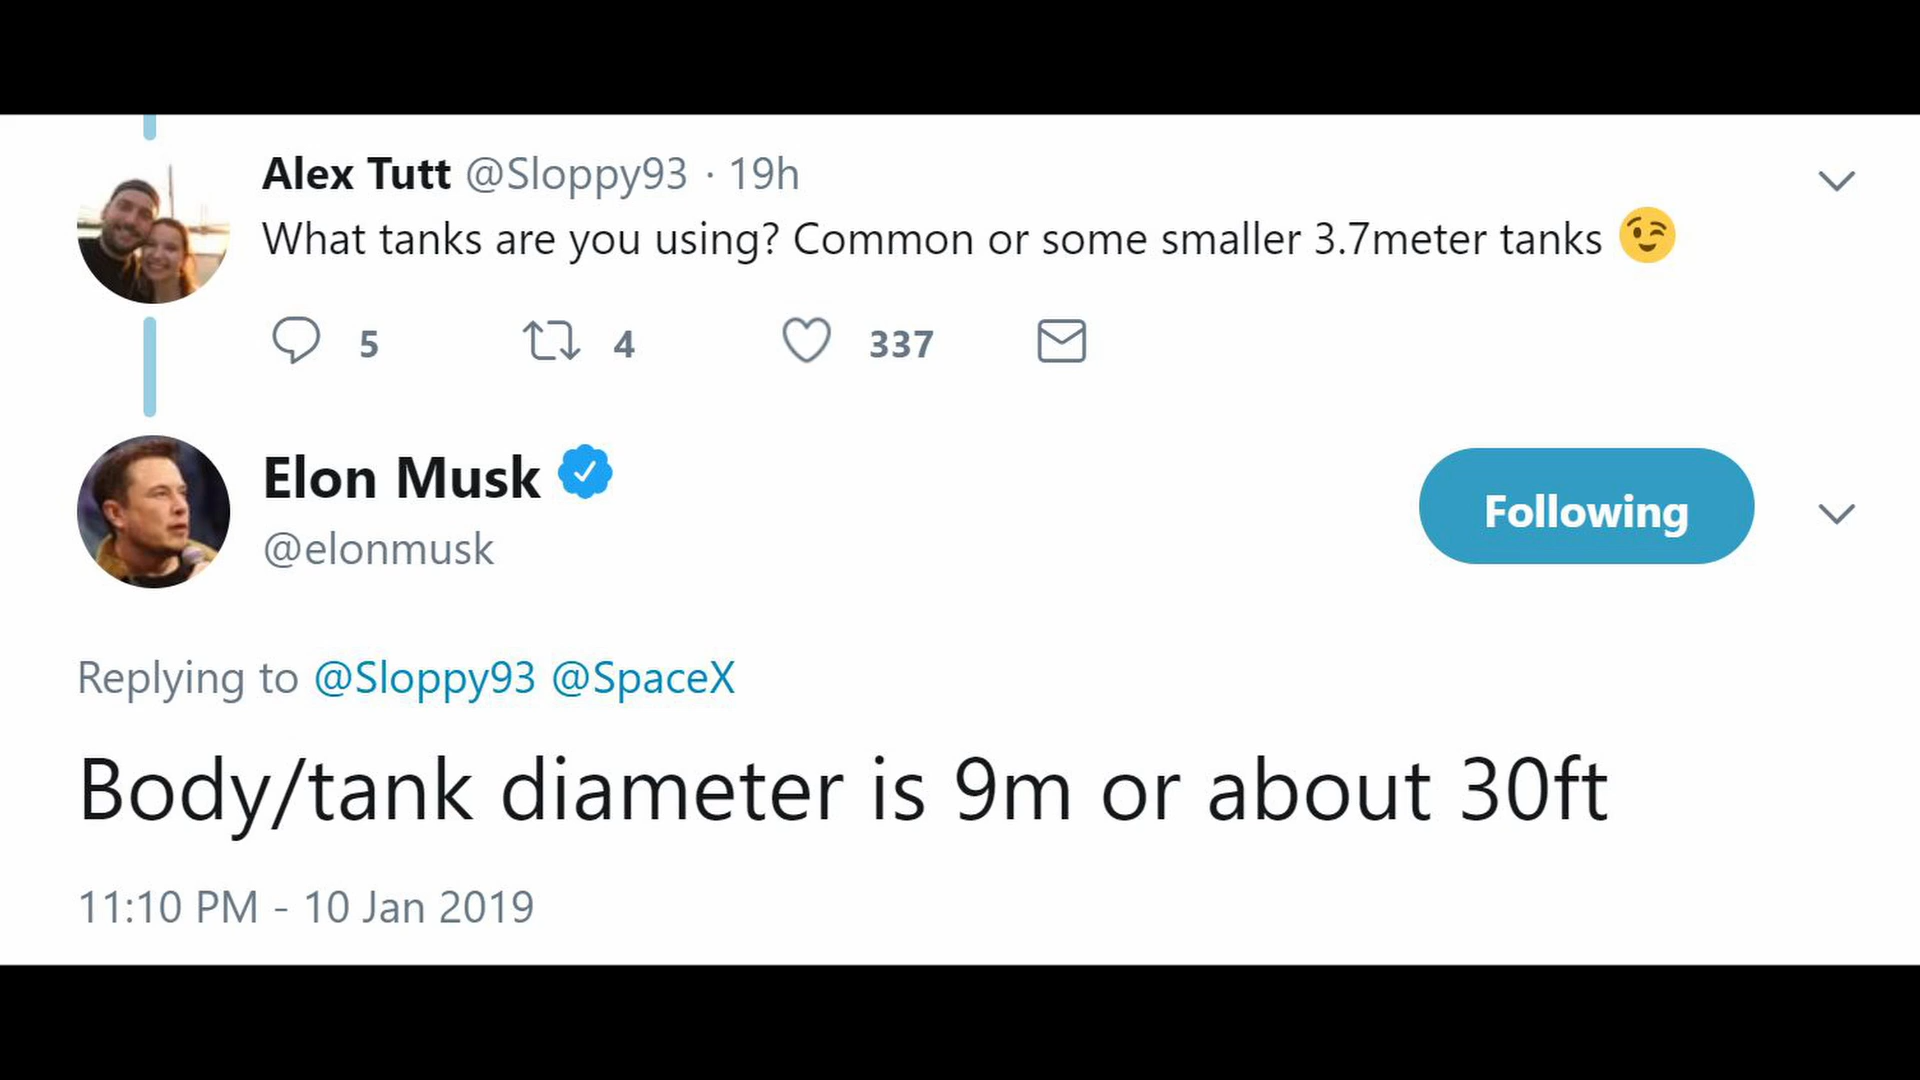 Alex Tutt @Sloppy93 · 19h
What tanks are you using? Common or some smaller 3.7meter tanks 😉
5 4 337
Elon Musk
Following
@elonmusk
Replying to @Sloppy93 @SpaceX
Body/tank diameter is 9m or about 30ft
11:10 PM - 10 Jan 2019